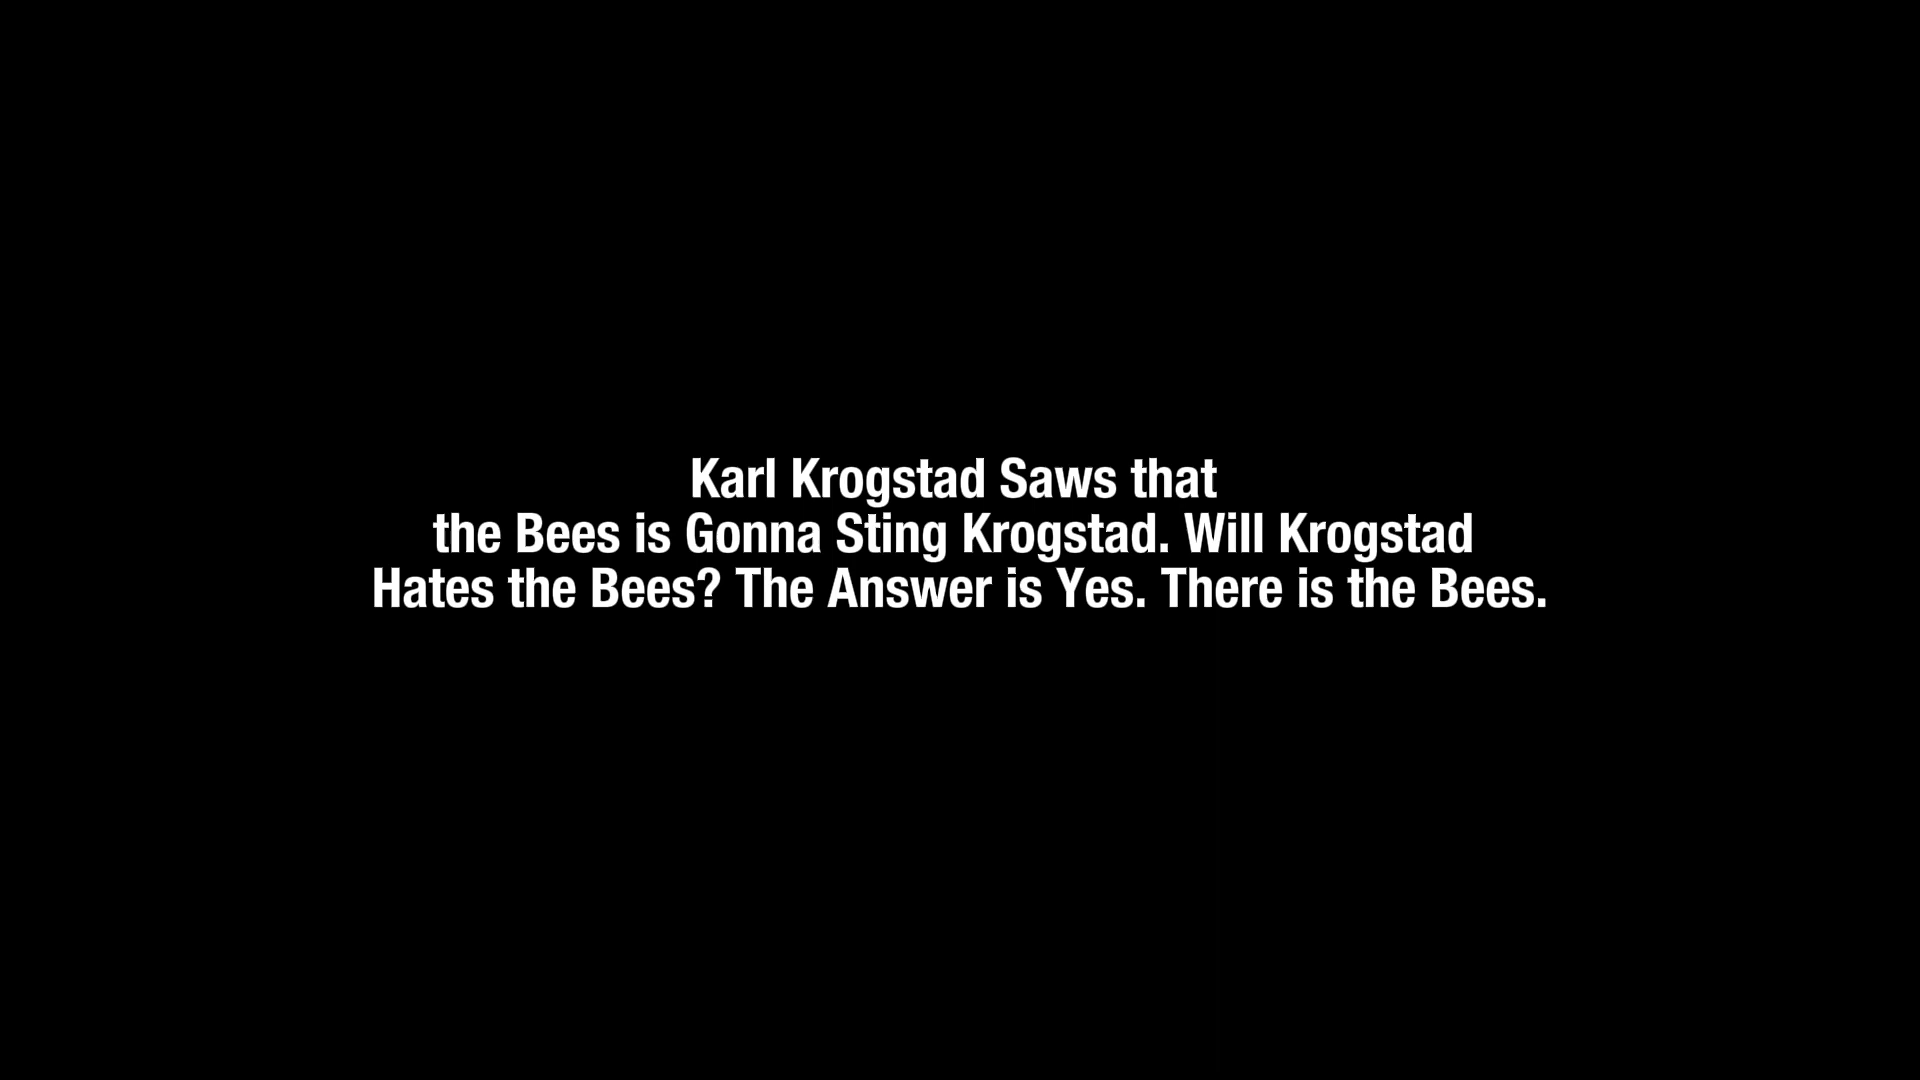 Karl Krogstad Saws that
the Bees is Gonna Sting Krogstad. Will Krogstad
Hates the Bees? The Answer is Yes. There is the Bees.